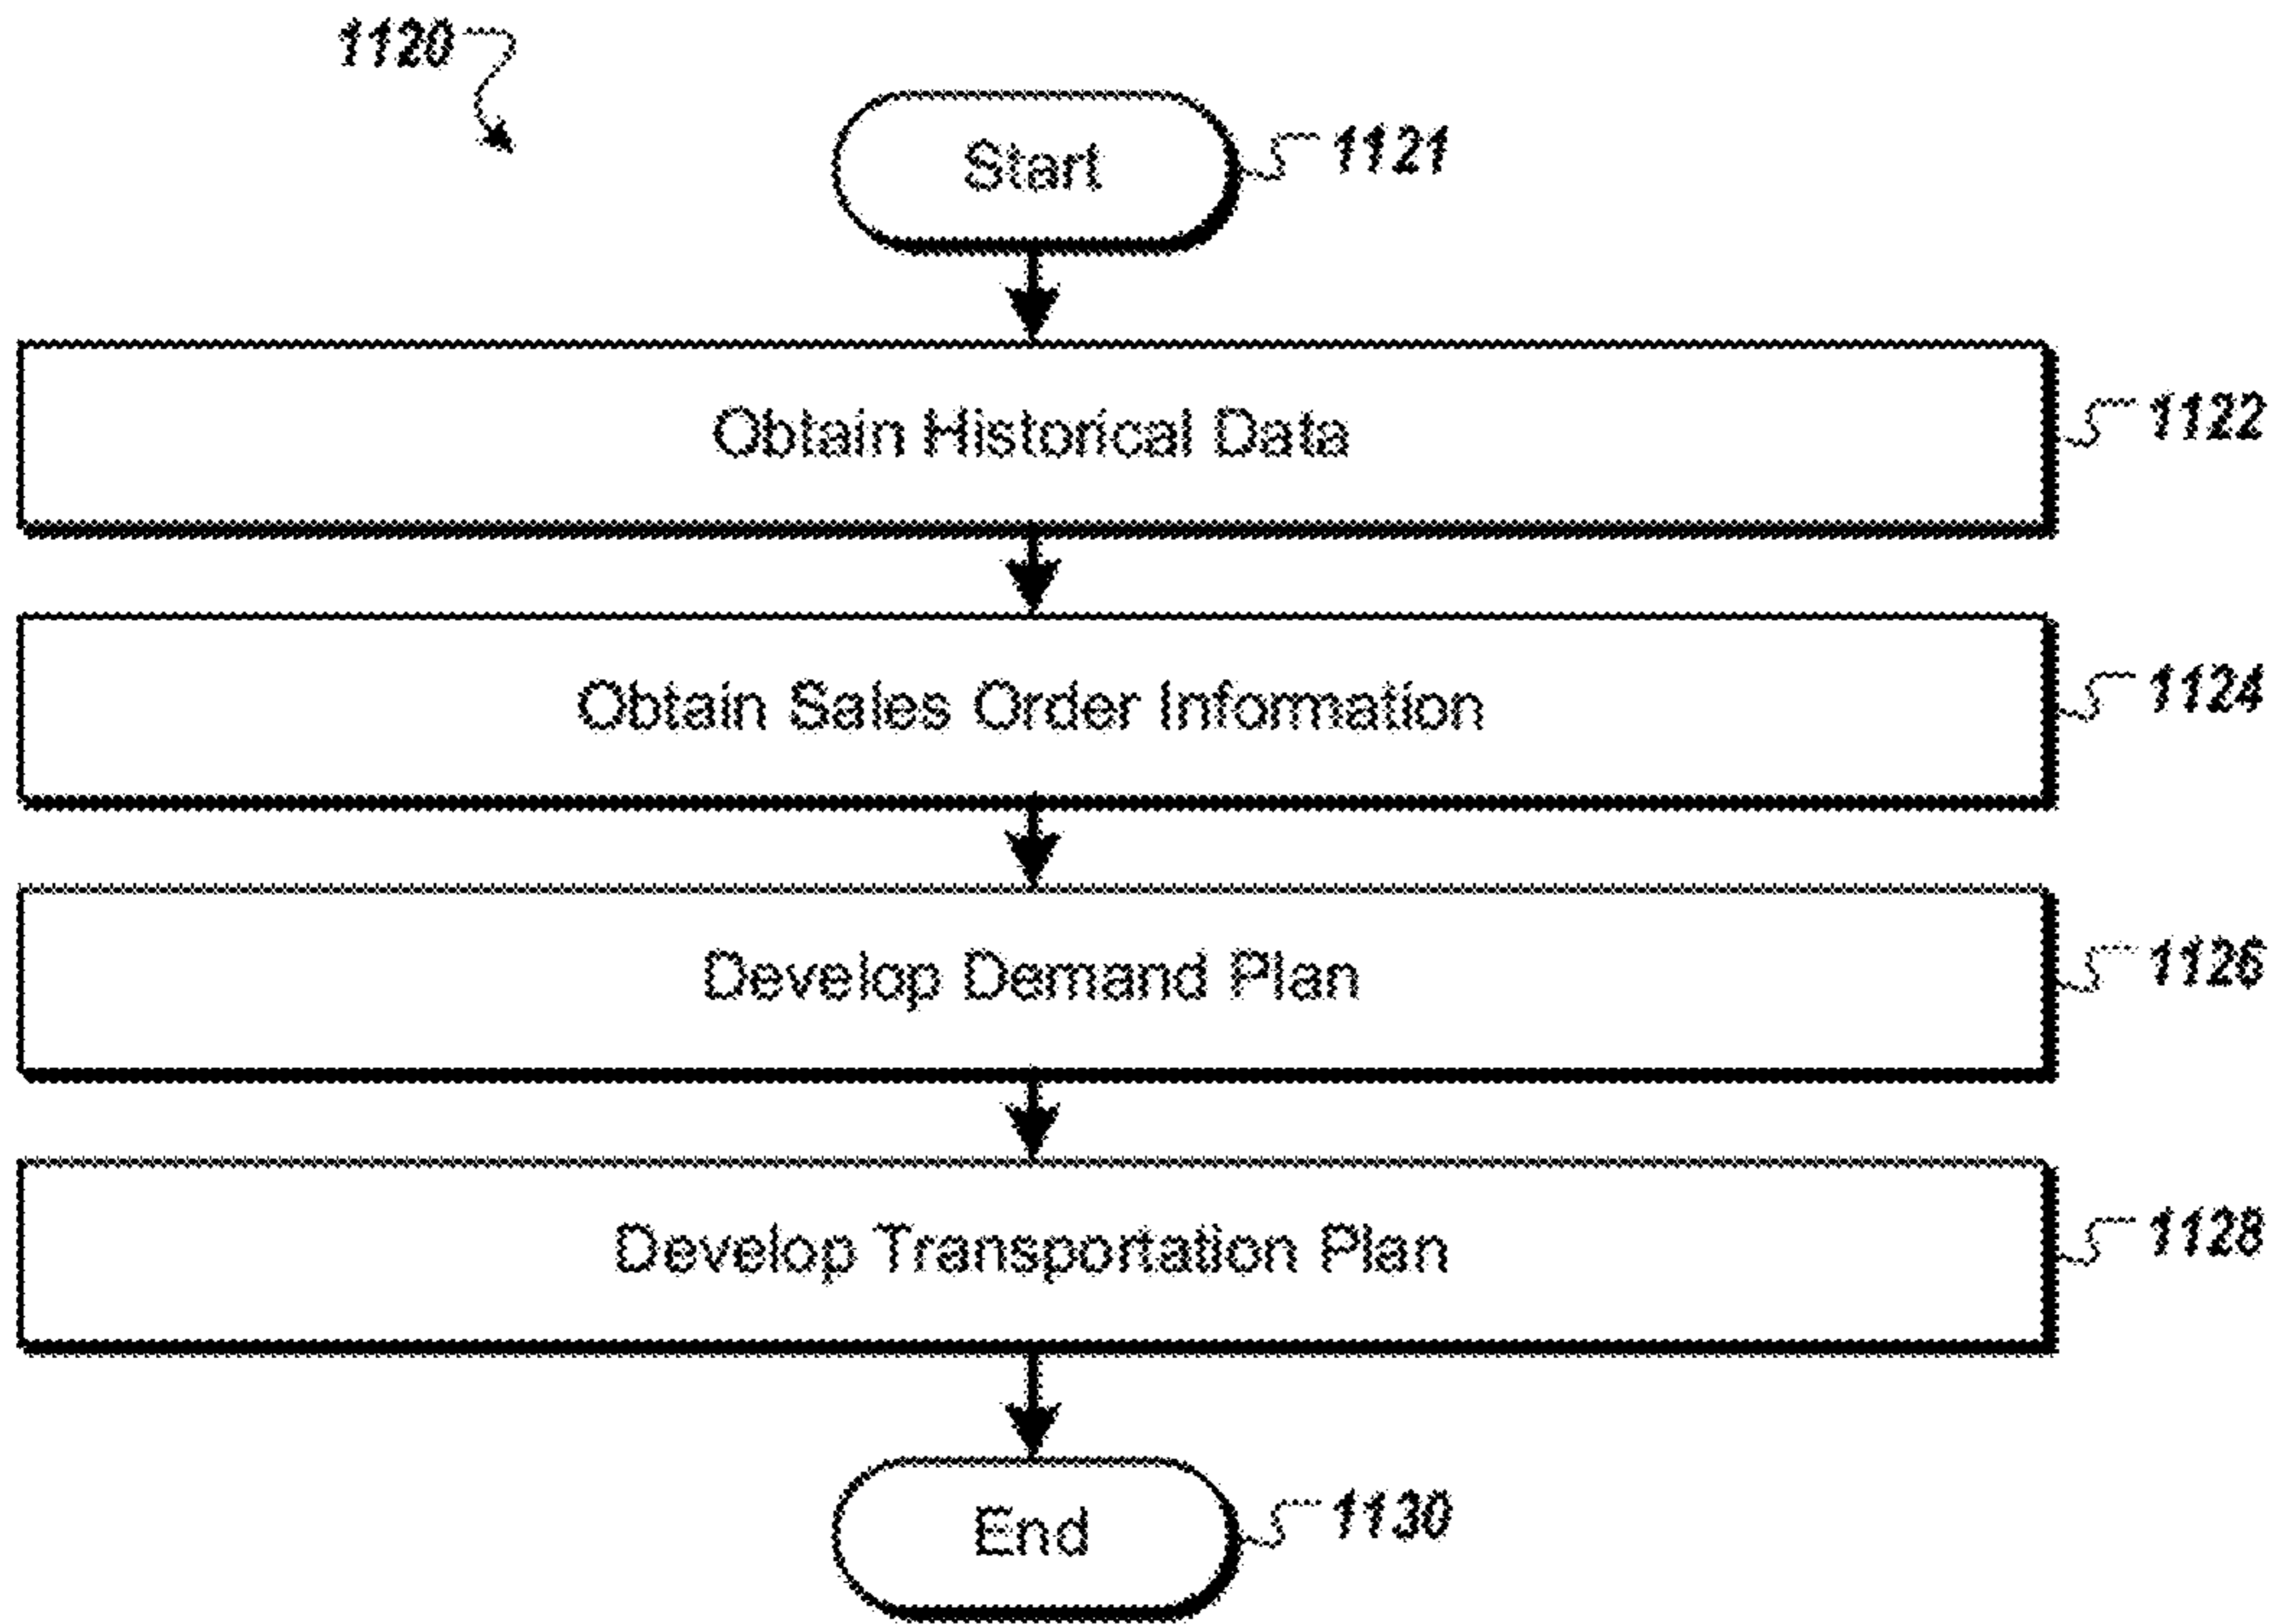 1120
Start
1121
Obtain Historical Data
1122
Obtain Sales Order Information
1124
Develop Demand Plan
1126
Develop Transportation Plan
1128
End
1130